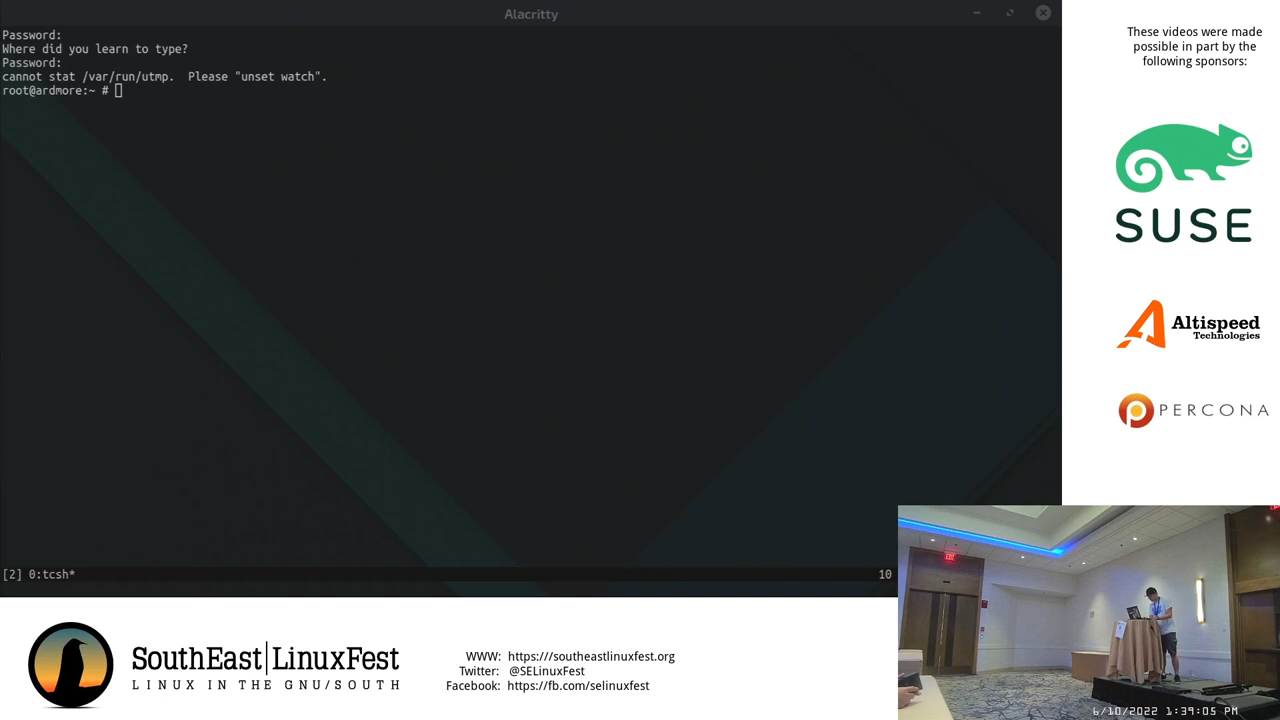 Alacritty
Password:
Where did you learn to type?
Password:
cannot stat /var/run/utmp.  Please "unset watch".
root@ardmore:~ #
[2] 0:tcsh*
10
These videos were made
possible in part by the
following sponsors:
SUSE
Altispeed
Technologies
PERCONA
SouthEast|LinuxFest
LINUX IN THE GNU/SOUTH
WWW: https:///southeastlinuxfest.org
Twitter: @SELinuxFest
Facebook: https://fb.com/selinuxfest
EXIT
6/10/2022 1:39:05 PM